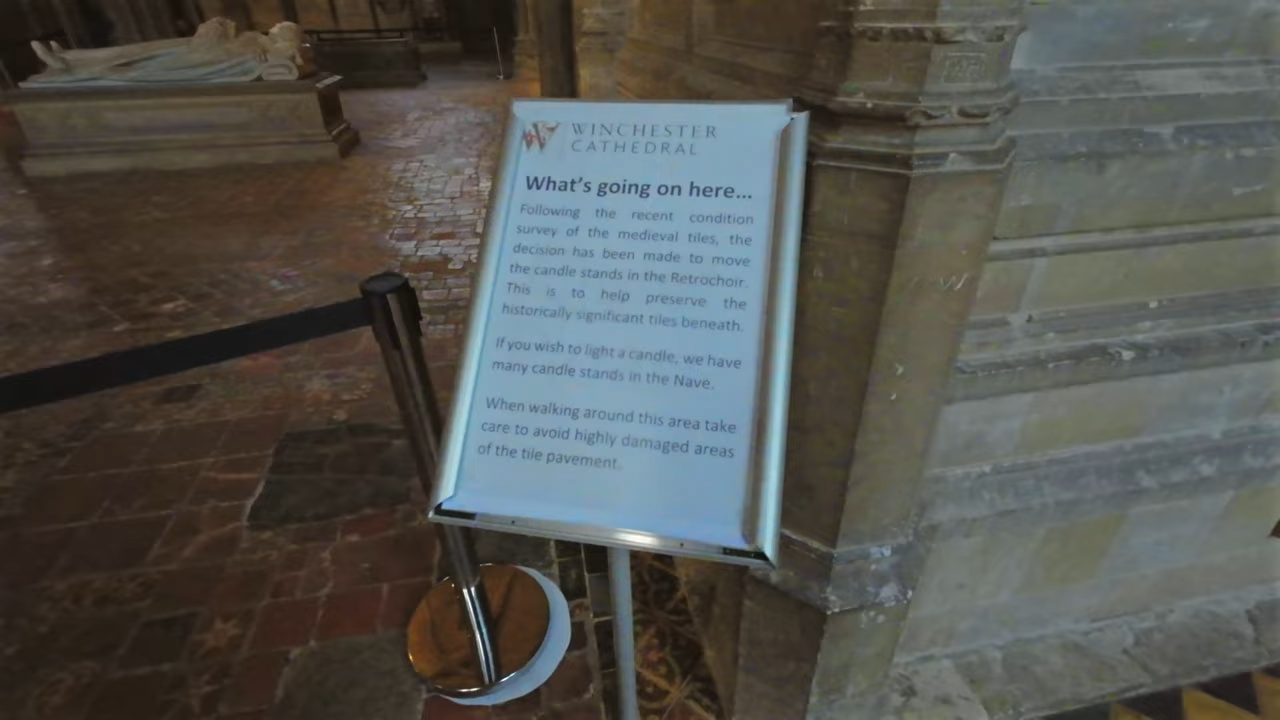 WINCHESTER
CATHEDRAL
What's going on here...
Following the recent condition
survey of the medieval tiles, the
decision has been made to move
the candle stands in the Retrochoir.
This is to help preserve the
historically significant tiles beneath.
If you wish to light a candle, we have
many candle stands in the Nave.
When walking around this area take
care to avoid highly damaged areas
of the tile pavement.